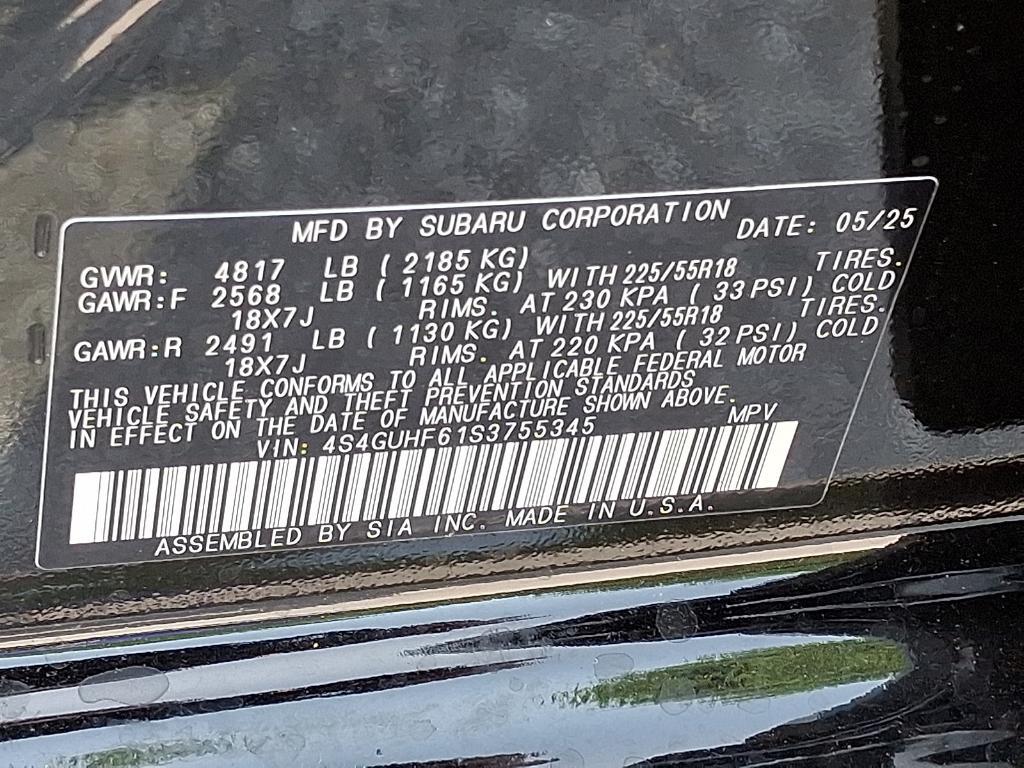 MFD BY SUBARU CORPORATION DATE: 05/25
GVWR: 4817 LB ( 2185 KG)
GAWR:F 2568 LB ( 1165 KG) WITH 225/55R18 TIRES.
18X7J RIMS. AT 230 KPA ( 33 PSI) COLD
GAWR:R 2491 LB ( 1130 KG) WITH 225/55R18 TIRES.
18X7J RIMS. AT 220 KPA ( 32 PSI) COLD
THIS VEHICLE CONFORMS TO ALL APPLICABLE FEDERAL MOTOR
VEHICLE SAFETY AND THEFT PREVENTION STANDARDS
IN EFFECT ON THE DATE OF MANUFACTURE SHOWN ABOVE.
VIN: 4S4GUHF61S3755345 MPV
ASSEMBLED BY SIA INC. MADE IN U.S.A.